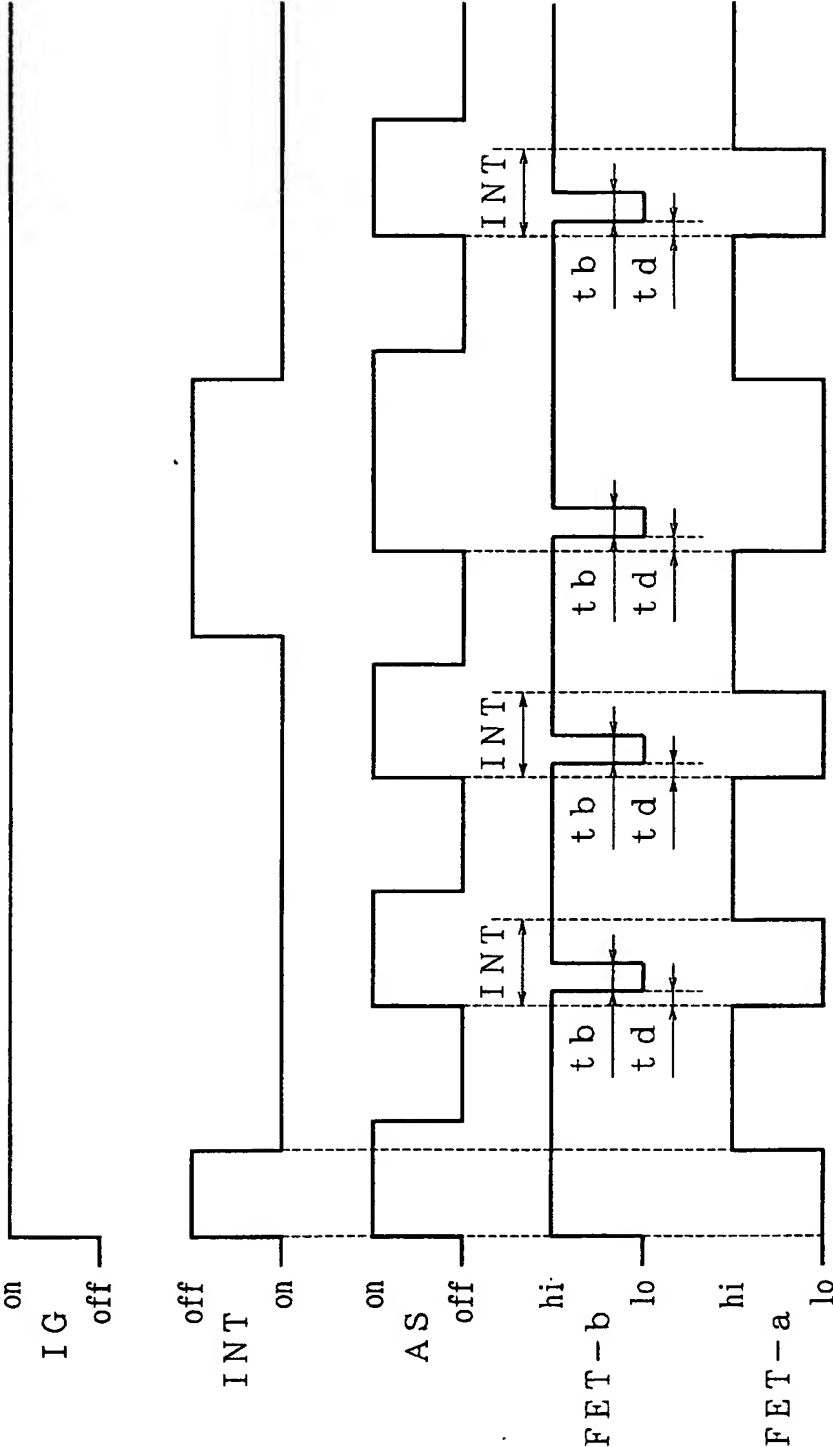 on
IG
off
off
INT
on
on
AS
off
hi
FET-b
lo
hi
FET-a
lo
INT
INT
INT
tb
tb
tb
tb
td
td
td
td